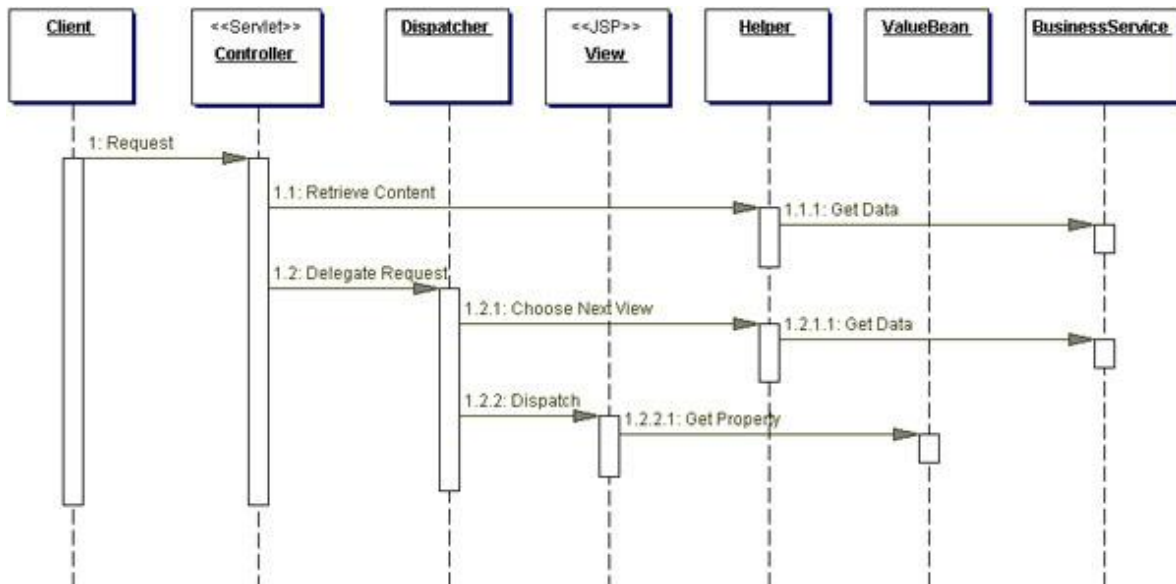 Client
<<Servlet>>
Controller
Dispatcher
<<JSP>>
View
Helper
ValueBean
BusinessService
1: Request
1.1: Retrieve Content
1.1.1: Get Data
1.2: Delegate Request
1.2.1: Choose Next View
1.2.1.1: Get Data
1.2.2: Dispatch
1.2.2.1: Get Property